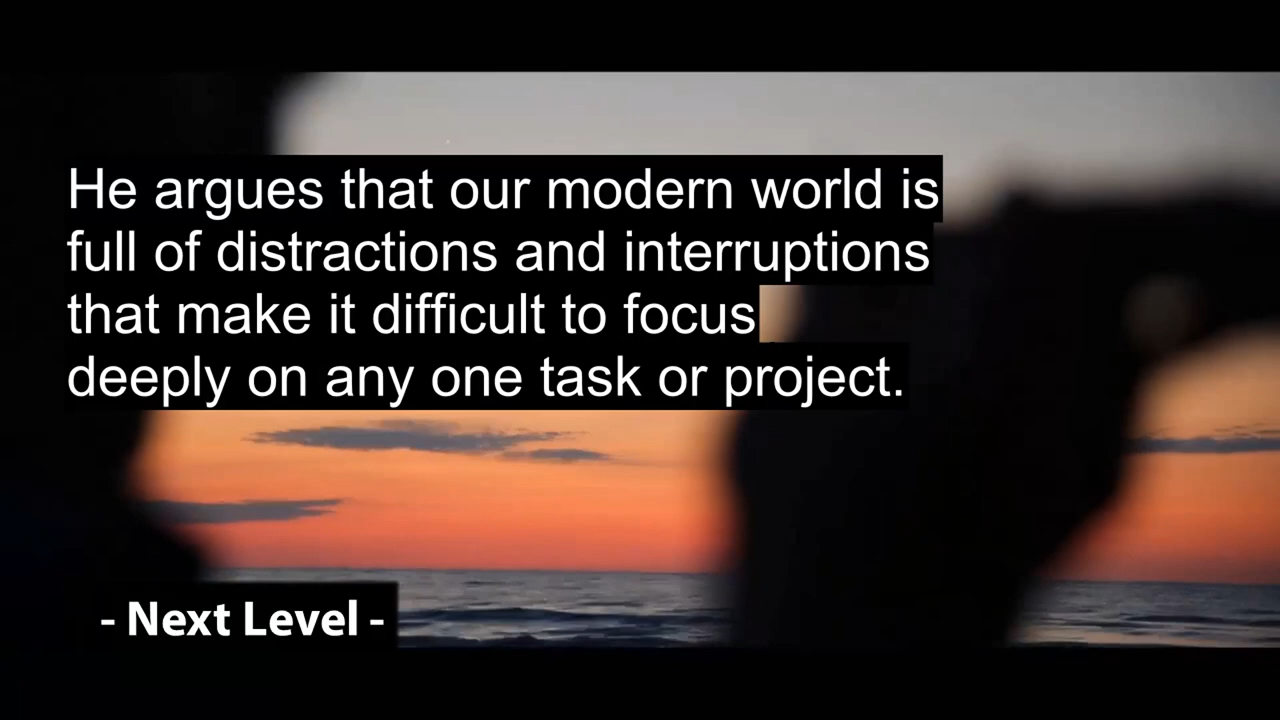 He argues that our modern world is
full of distractions and interruptions
that make it difficult to focus
deeply on any one task or project.
- Next Level -